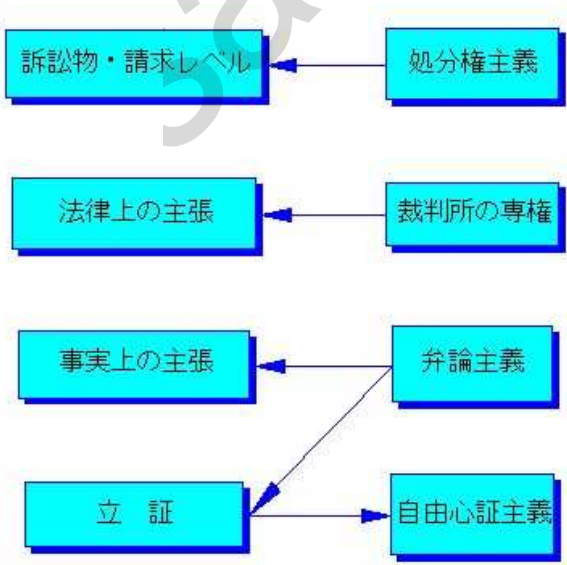 訴訟物・請求レベル
処分権主義
法律上の主張
裁判所の専権
事実上の主張
弁論主義
立　証
自由心証主義